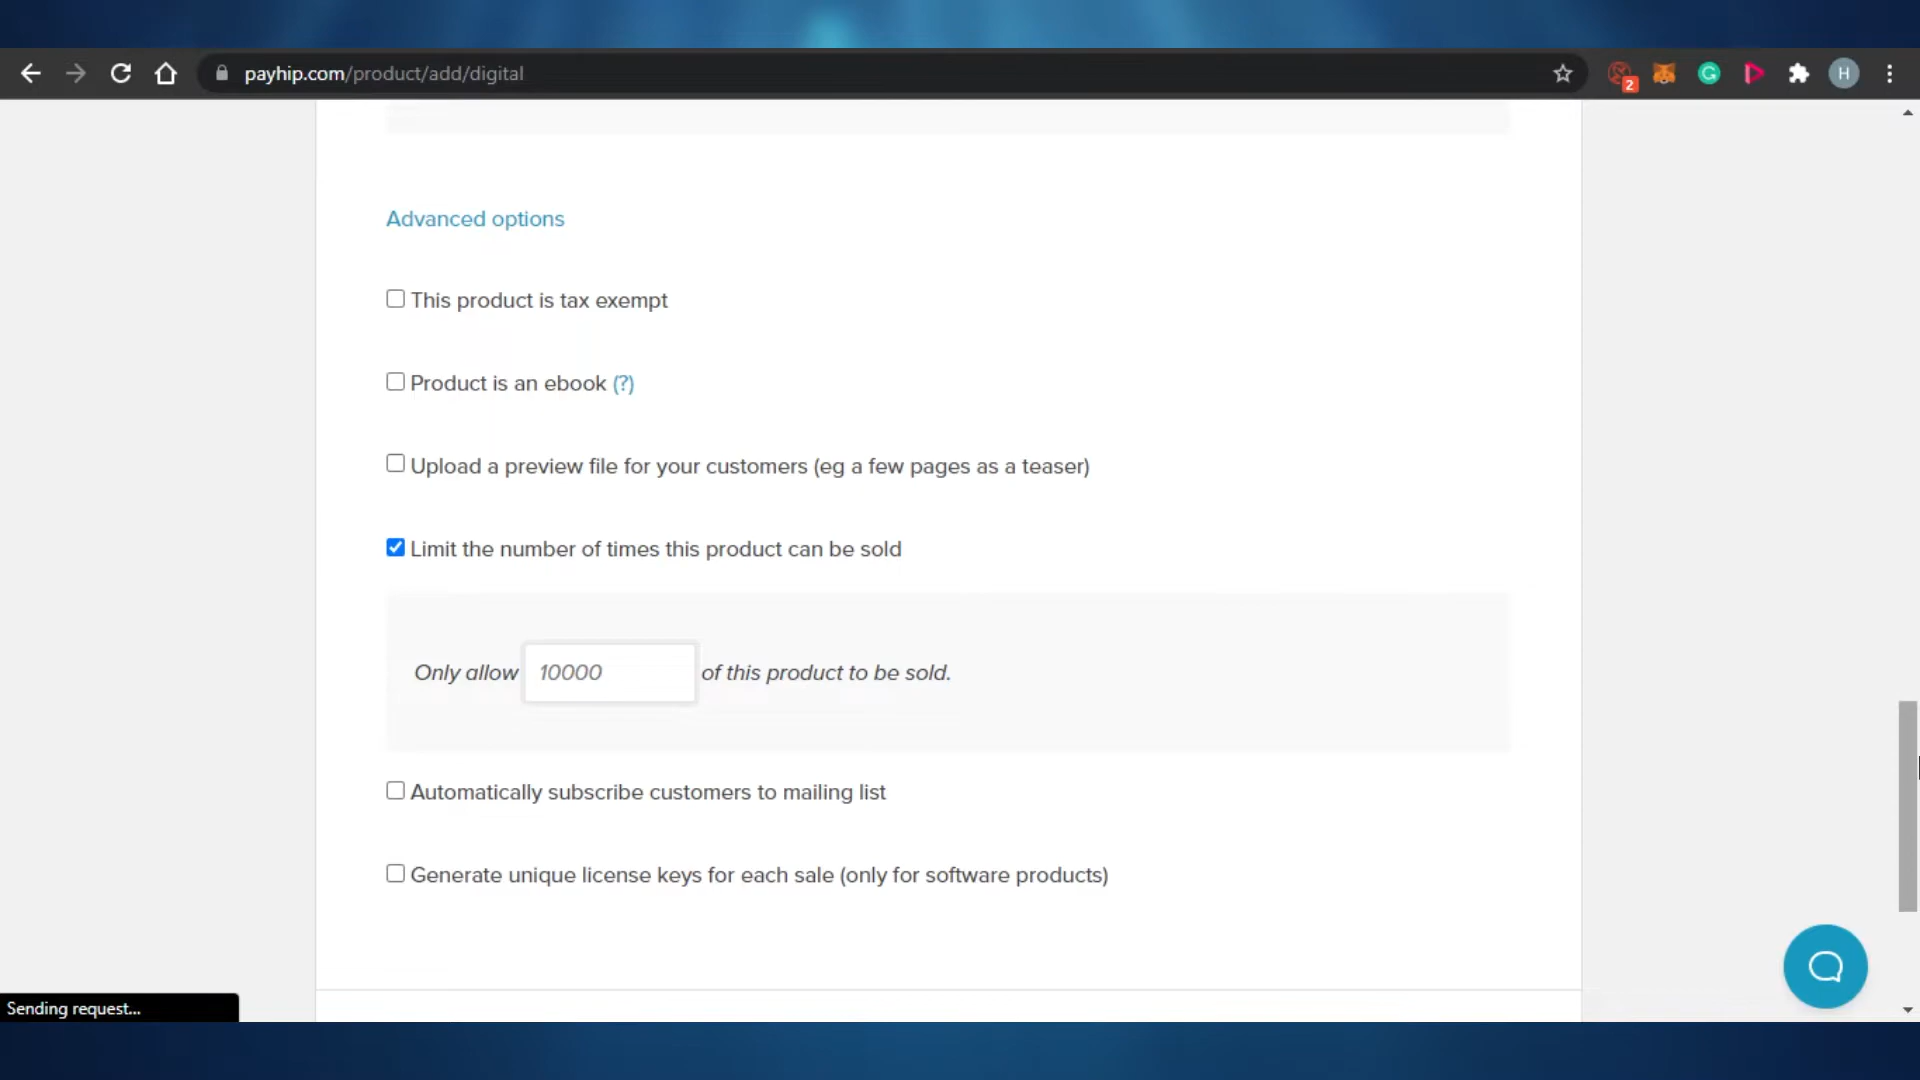 payhip.com/product/add/digital
2
H
Advanced options
This product is tax exempt
Product is an ebook (?)
Upload a preview file for your customers (eg a few pages as a teaser)
Limit the number of times this product can be sold
Only allow 10000 of this product to be sold.
Automatically subscribe customers to mailing list
Generate unique license keys for each sale (only for software products)
Sending request...